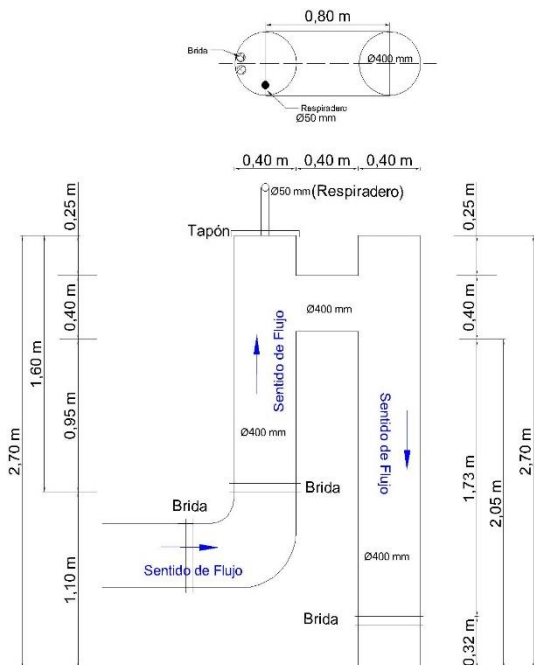 0,80 m
Brida
Ø400 mm
Respiradero
Ø50 mm
0,40 m 0,40 m 0,40 m
Ø50 mm(Respiradero)
Tapón
0,25 m
0,40 m
0,95 m
1,60 m
2,70 m
1,10 m
Ø400 mm
Sentido de Flujo
Ø400 mm
Sentido de Flujo
Brida
Brida
Sentido de Flujo
Ø400 mm
Brida
0,25 m
0,40 m
1,73 m
2,05 m
2,70 m
0,32 m